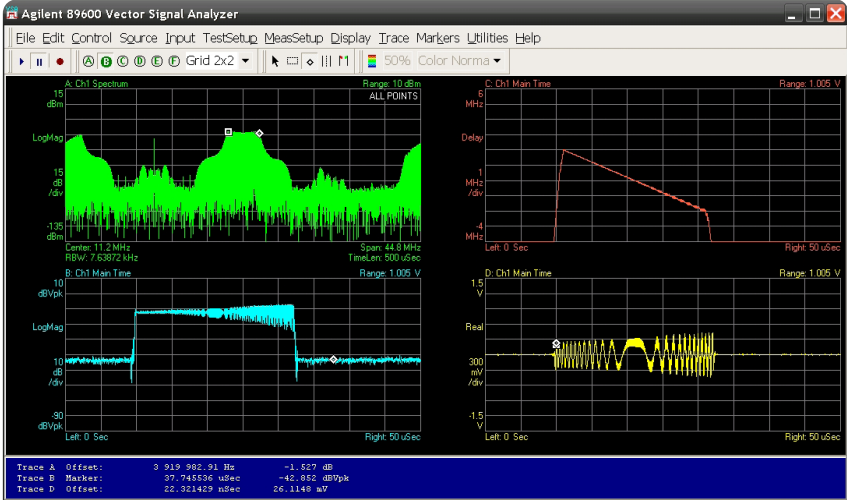 Agilent 89600 Vector Signal Analyzer
File Edit Control Source Input TestSetup MeasSetup Display Trace Markers Utilities Help
A B C D E F Grid 2x2 50% Color Norma
A: Ch1 Spectrum Range: 10 dBm
15
dBm
ALL POINTS
LogMag
15
dB
/div
-135
dBm
Center: 11.2 MHz Span: 44.8 MHz
RBW: 7.63872 kHz TimeLen: 500 uSec
C: Ch1 Main Time Range: 1.005 V
6
MHz
Delay
1
MHz
/div
-4
MHz
Left: 0 Sec Right: 50 uSec
B: Ch1 Main Time Range: 1.005 V
10
dBVpk
LogMag
10
dB
/div
-90
dBVpk
Left: 0 Sec Right: 50 uSec
D: Ch1 Main Time Range: 1.005 V
1.5
V
Real
300
mV
/div
-1.5
V
Left: 0 Sec Right: 50 uSec
Trace A Offset: 3 919 982.91 Hz -1.527 dB
Trace B Marker: 37.745536 uSec -42.852 dBVpk
Trace D Offset: 22.321429 nSec 26.1148 mV